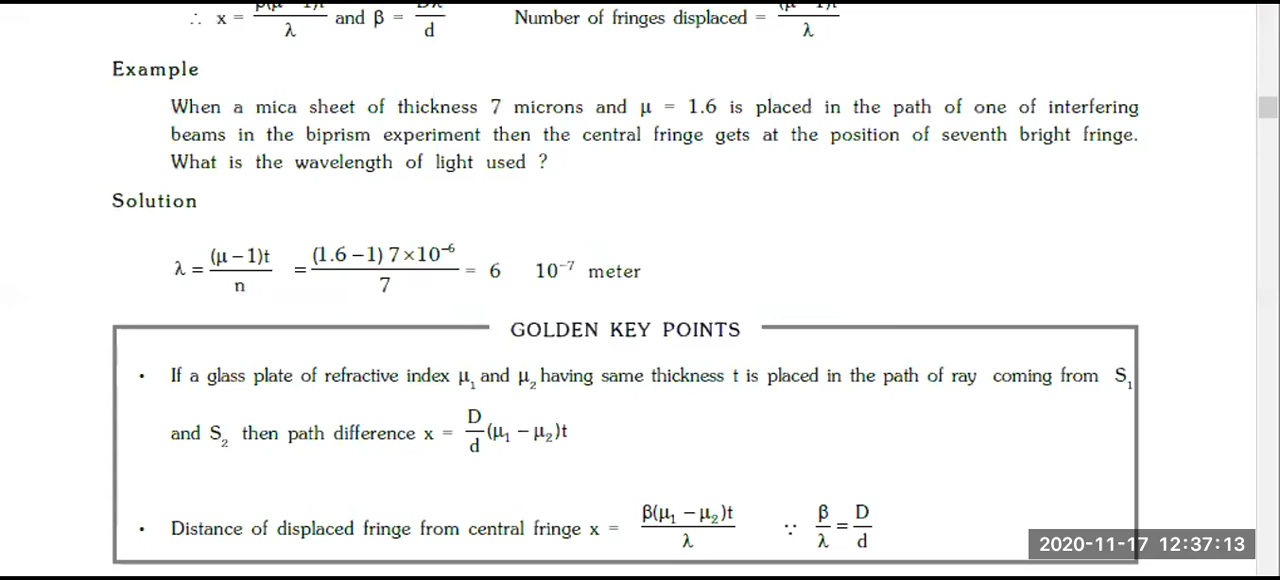 ∴ x = β(μ − 1)t / λ and β = Dλ / d Number of fringes displaced = (μ − 1)t / λ
Example
When a mica sheet of thickness 7 microns and μ = 1.6 is placed in the path of one of interfering
beams in the biprism experiment then the central fringe gets at the position of seventh bright fringe.
What is the wavelength of light used ?
Solution
λ = (μ − 1)t / n = (1.6 − 1) 7×10⁻⁶ / 7 = 6 10⁻⁷ meter
GOLDEN KEY POINTS
• If a glass plate of refractive index μ₁ and μ₂ having same thickness t is placed in the path of ray coming from S₁
and S₂ then path difference x = D/d (μ₁ − μ₂)t
• Distance of displaced fringe from central fringe x = β(μ₁ − μ₂)t / λ ∵ β/λ = D/d
2020-11-17 12:37:13